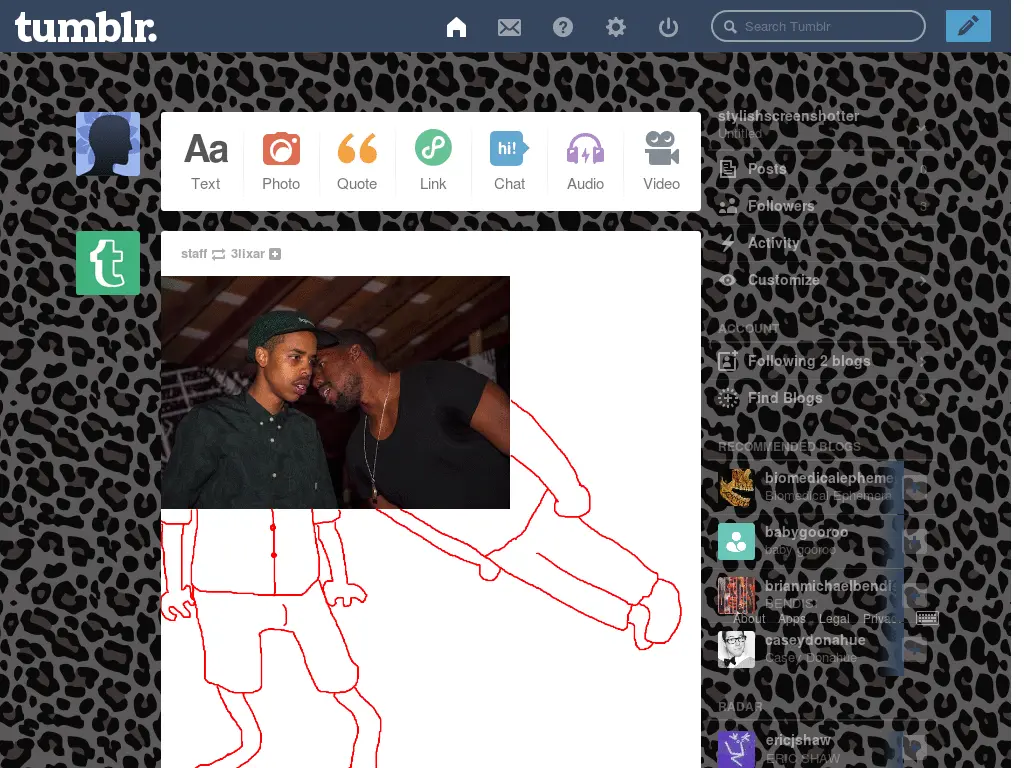 tumblr.
Search Tumblr
Aa
hi!
Text
Photo
Quote
Link
Chat
Audio
Video
stylishscreenshotter
Untitled
Posts
6
Followers
3
Activity
Customize
ACCOUNT
Following 2 blogs
Find Blogs
RECOMMENDED BLOGS
biomedicalepheme
Biomedical Ephemera
babygooroo
baby gooroo
brianmichaelbendis
BENDIS!
About Apps Legal Privac
caseydonahue
Casey Donahue
RADAR
ericjshaw
ERIC SHAW
staff 3lixar
t